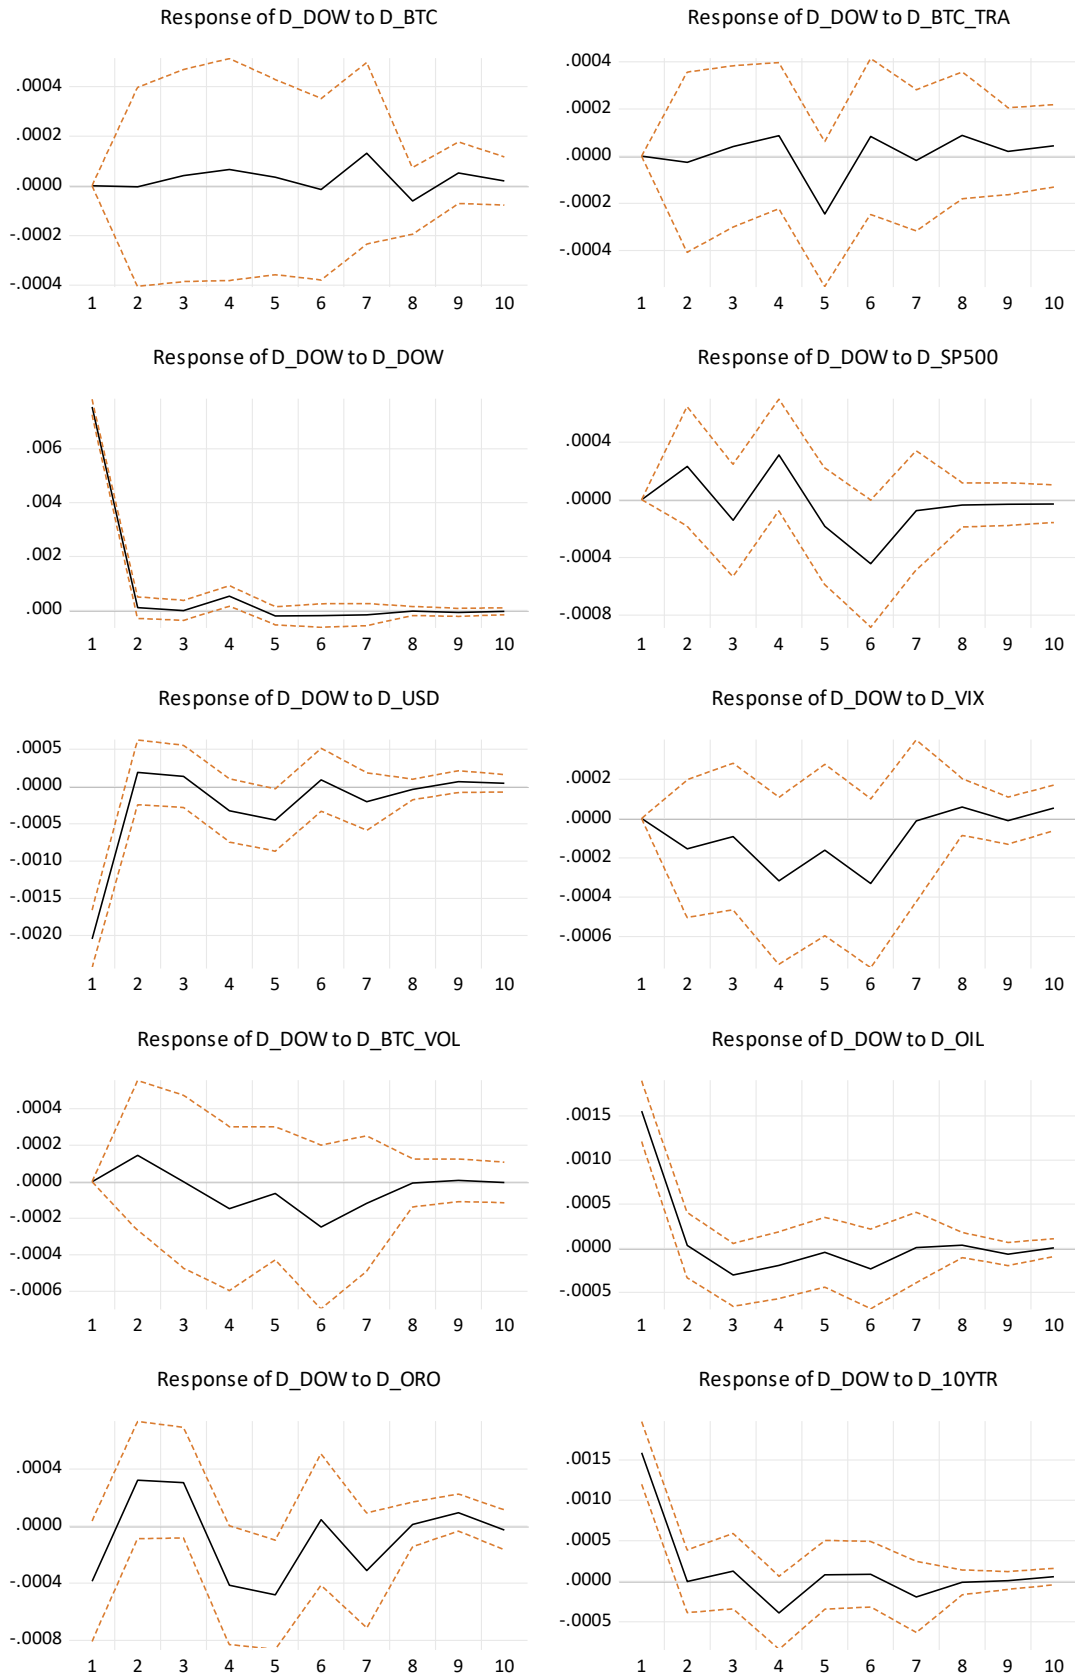 Response of D_DOW to D_BTC
.0004
.0002
.0000
-.0002
-.0004
1 2 3 4 5 6 7 8 9 10
Response of D_DOW to D_BTC_TRA
.0004
.0002
.0000
-.0002
-.0004
1 2 3 4 5 6 7 8 9 10
Response of D_DOW to D_DOW
.006
.004
.002
.000
1 2 3 4 5 6 7 8 9 10
Response of D_DOW to D_SP500
.0004
.0000
-.0004
-.0008
1 2 3 4 5 6 7 8 9 10
Response of D_DOW to D_USD
.0005
.0000
-.0005
-.0010
-.0015
-.0020
1 2 3 4 5 6 7 8 9 10
Response of D_DOW to D_VIX
.0002
.0000
-.0002
-.0004
-.0006
1 2 3 4 5 6 7 8 9 10
Response of D_DOW to D_BTC_VOL
.0004
.0002
.0000
-.0002
-.0004
-.0006
1 2 3 4 5 6 7 8 9 10
Response of D_DOW to D_OIL
.0015
.0010
.0005
.0000
-.0005
1 2 3 4 5 6 7 8 9 10
Response of D_DOW to D_ORO
.0004
.0000
-.0004
-.0008
1 2 3 4 5 6 7 8 9 10
Response of D_DOW to D_10YTR
.0015
.0010
.0005
.0000
-.0005
1 2 3 4 5 6 7 8 9 10